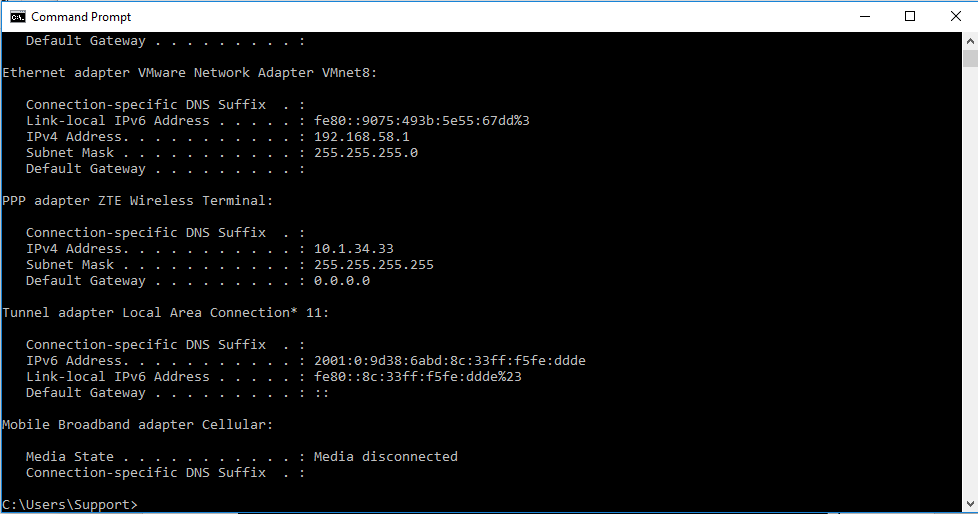 Command Prompt
   Default Gateway . . . . . . . . . :
Ethernet adapter VMware Network Adapter VMnet8:
   Connection-specific DNS Suffix  . :
   Link-local IPv6 Address . . . . . : fe80::9075:493b:5e55:67dd%3
   IPv4 Address. . . . . . . . . . . : 192.168.58.1
   Subnet Mask . . . . . . . . . . . : 255.255.255.0
   Default Gateway . . . . . . . . . :
PPP adapter ZTE Wireless Terminal:
   Connection-specific DNS Suffix  . :
   IPv4 Address. . . . . . . . . . . : 10.1.34.33
   Subnet Mask . . . . . . . . . . . : 255.255.255.255
   Default Gateway . . . . . . . . . : 0.0.0.0
Tunnel adapter Local Area Connection* 11:
   Connection-specific DNS Suffix  . :
   IPv6 Address. . . . . . . . . . . : 2001:0:9d38:6abd:8c:33ff:f5fe:ddde
   Link-local IPv6 Address . . . . . : fe80::8c:33ff:f5fe:ddde%23
   Default Gateway . . . . . . . . . : ::
Mobile Broadband adapter Cellular:
   Media State . . . . . . . . . . . : Media disconnected
   Connection-specific DNS Suffix  . :
C:\Users\Support>